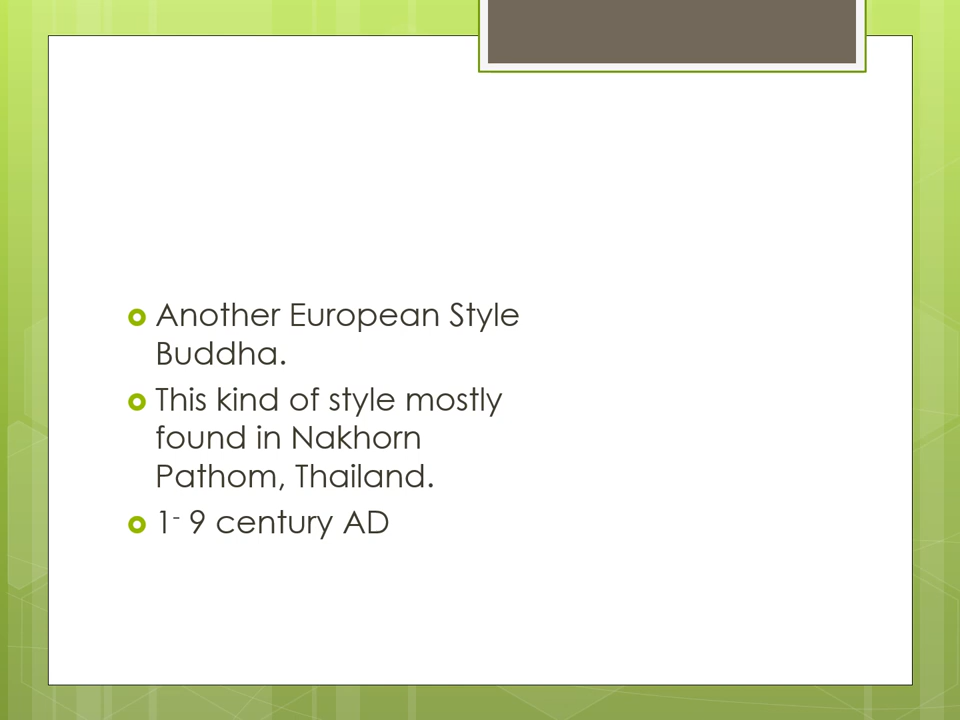 Another European Style
Buddha.
This kind of style mostly
found in Nakhorn
Pathom, Thailand.
1- 9 century AD